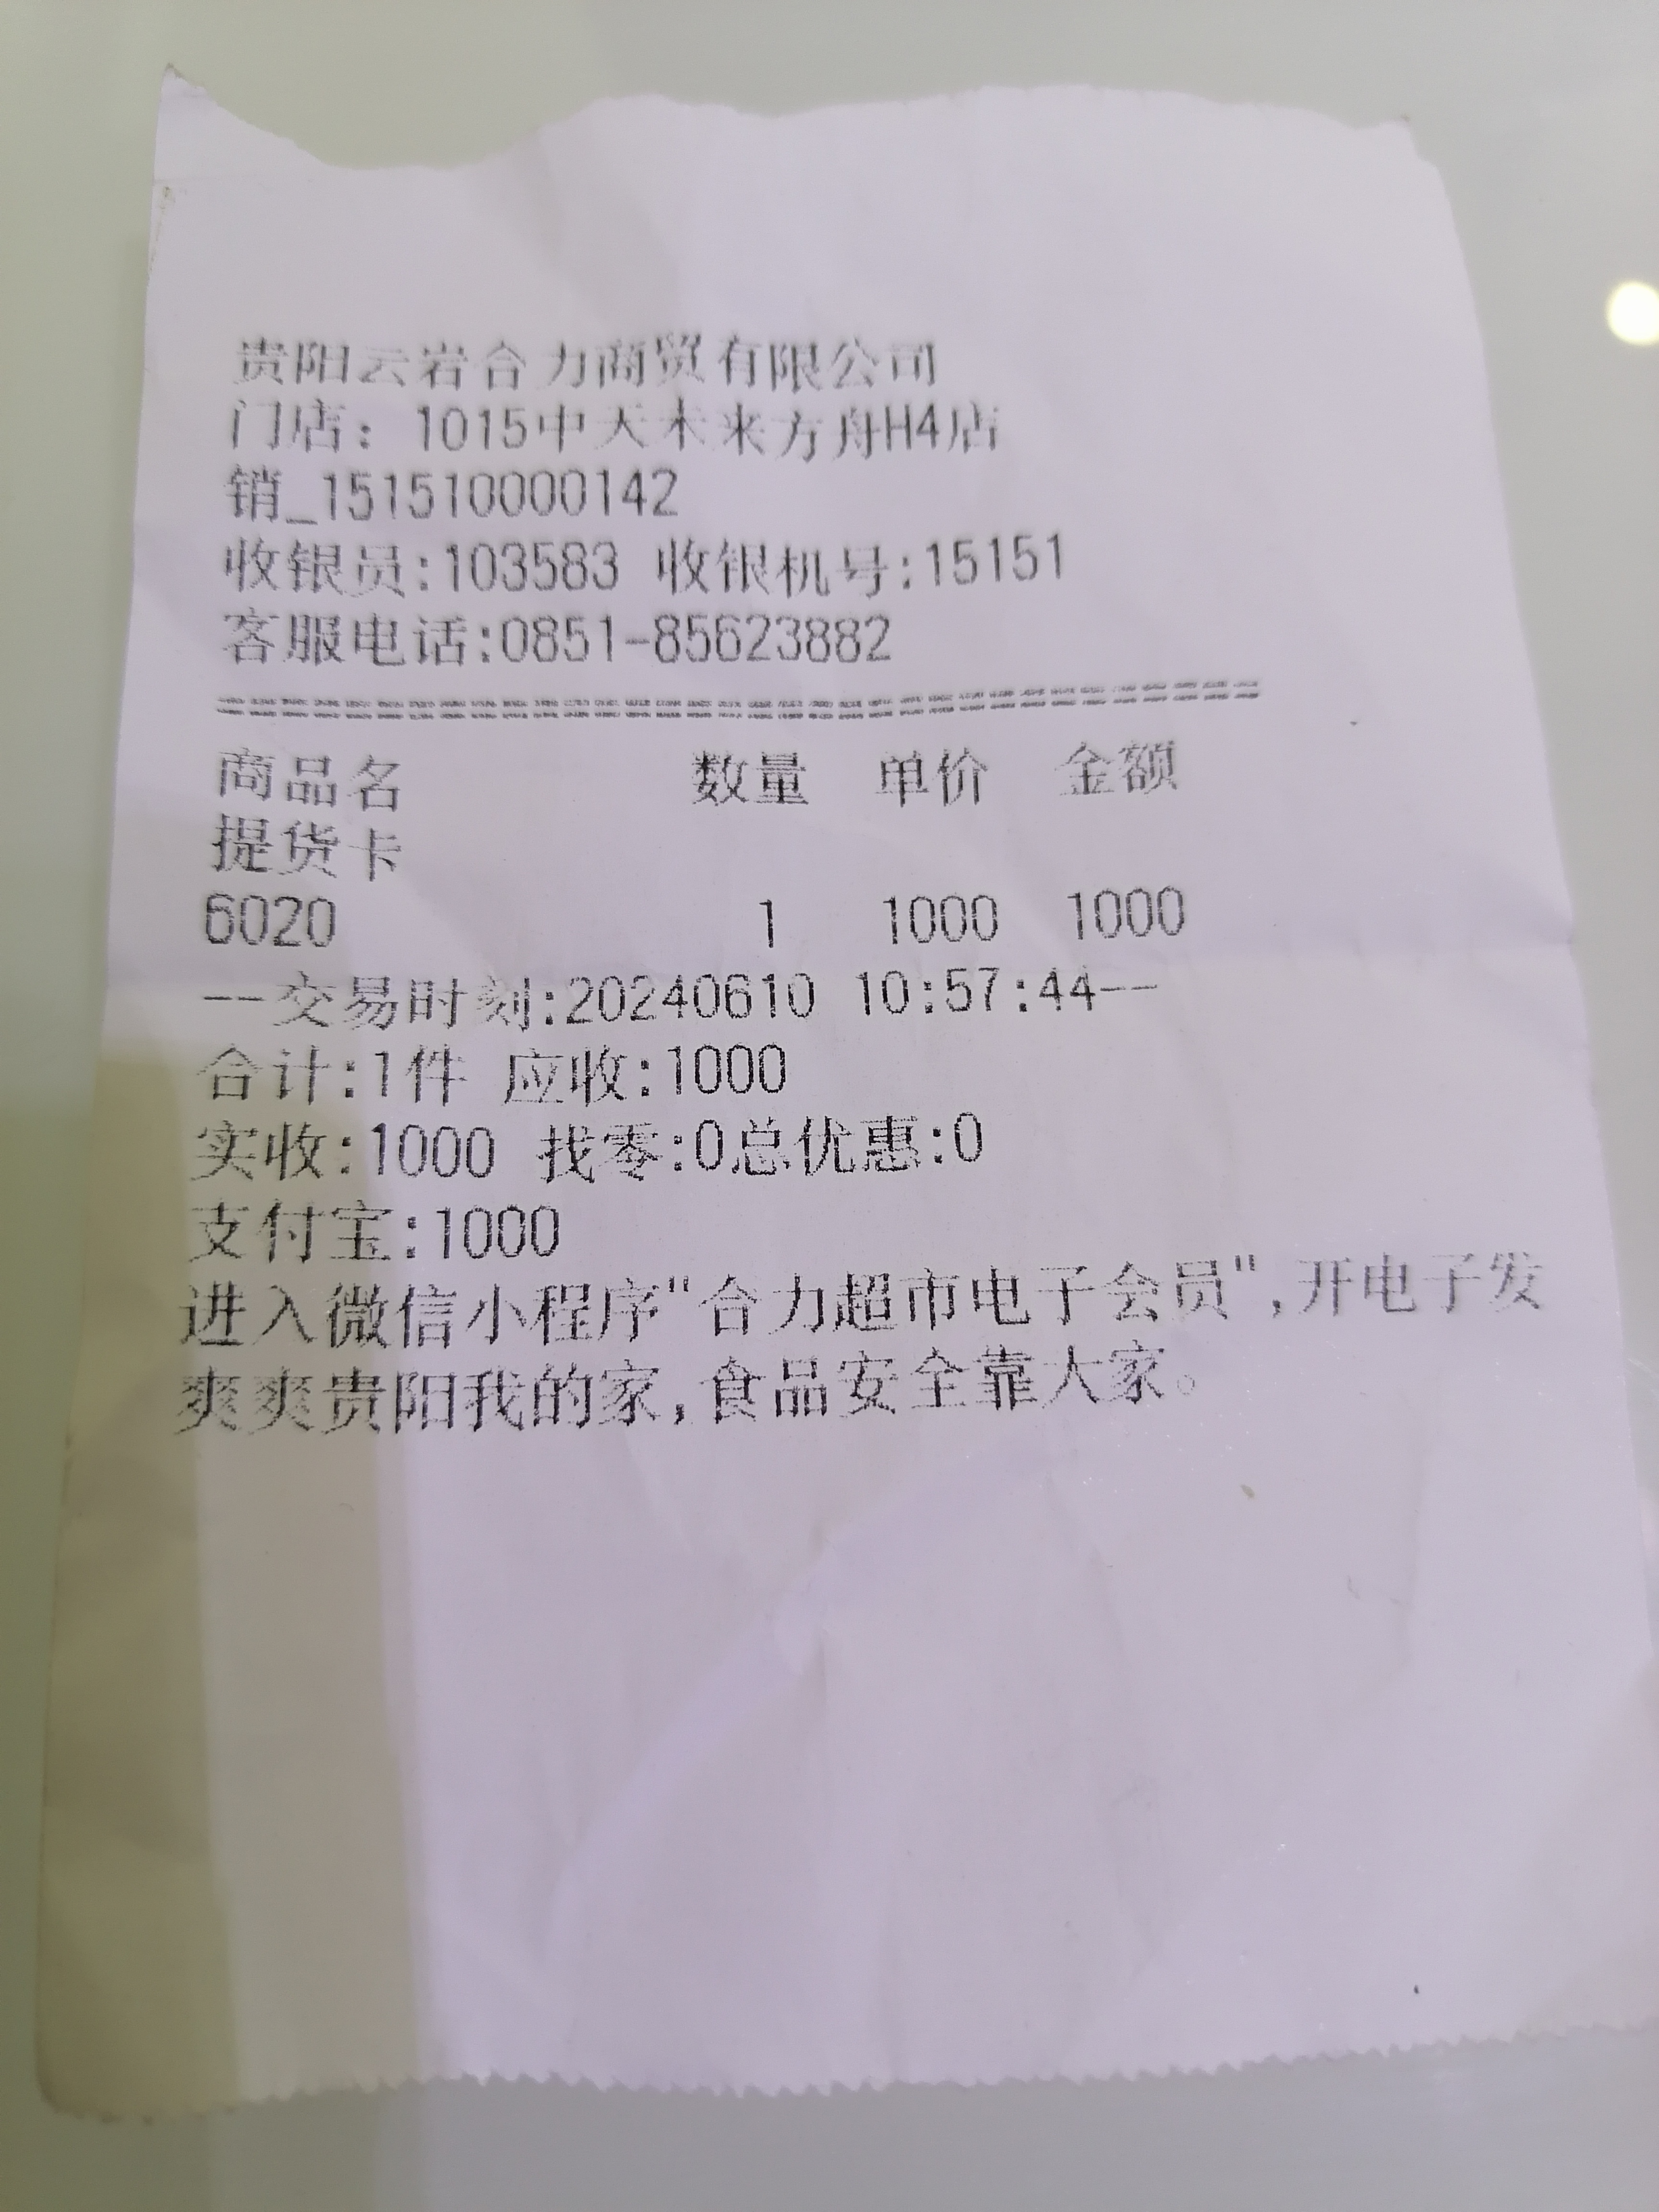 贵阳云岩合力商贸有限公司
门店：1015中天未来方舟H4店
销_151510000142
收银员:103583 收银机号:15151
客服电话:0851-85623882
==================================
商品名 数量 单价 金额
提货卡
6020 1 1000 1000
--交易时刻:20240610 10:57:44--
合计:1件 应收:1000
实收:1000 找零:0总优惠:0
支付宝:1000
进入微信小程序"合力超市电子会员",开电子发
爽爽贵阳我的家,食品安全靠大家。